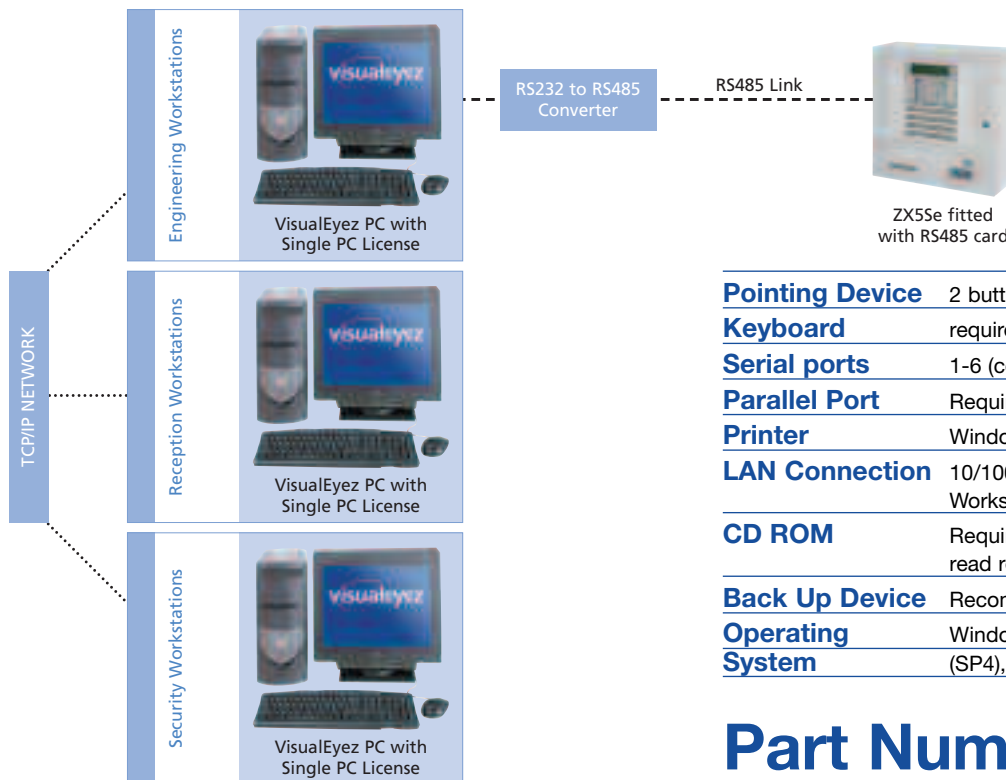 TCP/IP NETWORK
Engineering Workstations
visualeyez
VisualEyez PC with
Single PC License
RS232 to RS485
Converter
RS485 Link
ZX5Se fitted
with RS485 card
Reception Workstations
visualeyez
VisualEyez PC with
Single PC License
Security Workstations
visualeyez
VisualEyez PC with
Single PC License
Pointing Device 2 butt
Keyboard requir
Serial ports 1-6 (c
Parallel Port Requi
Printer Windo
LAN Connection 10/100
Works
CD ROM Requi
read r
Back Up Device Recon
Operating Windo
System (SP4),
Part Num